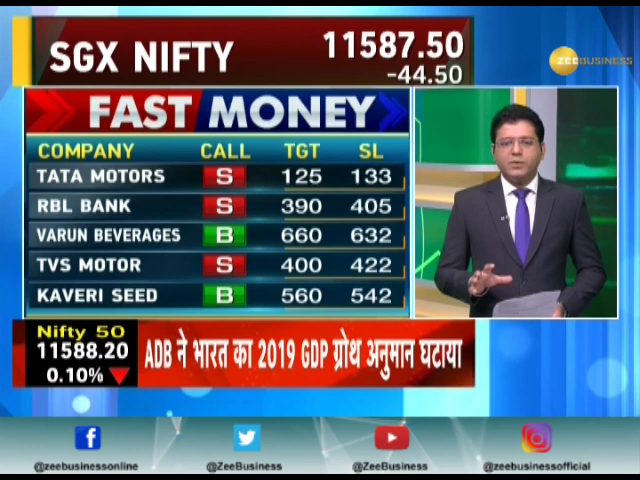 SGX NIFTY
11587.50
-44.50
ZEEBUSINESS
FAST MONEY
COMPANY CALL TGT SL
TATA MOTORS S 125 133
RBL BANK S 390 405
VARUN BEVERAGES B 660 632
TVS MOTOR S 400 422
KAVERI SEED B 560 542
Nifty 50
11588.20
0.10%
ADB ने भारत का 2019 GDP ग्रोथ अनुमान घटाया
@zeebusinessonline @ZeeBusiness @ZeeBusiness @zeebusinessofficial